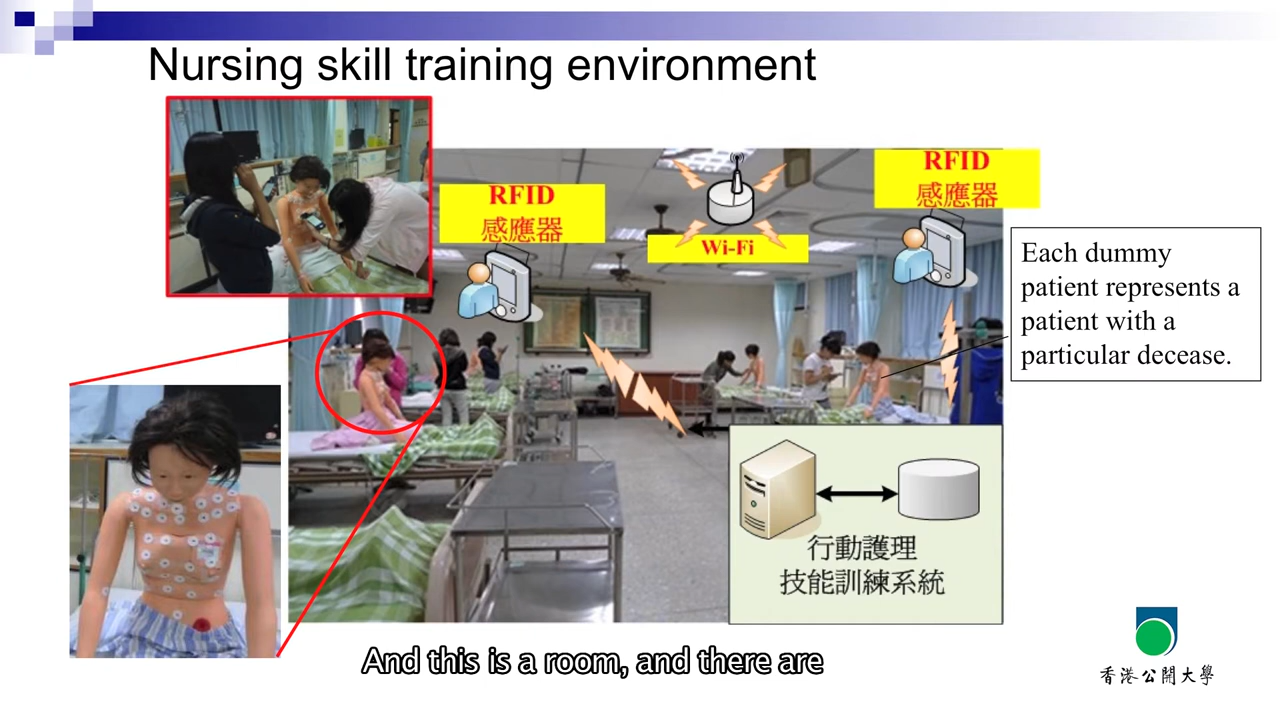 Nursing skill training environment
RFID
感應器
Wi-Fi
RFID
感應器
Each dummy
patient represents a
patient with a
particular decease.
行動護理
技能訓練系統
And this is a room, and there are
香港公開大學